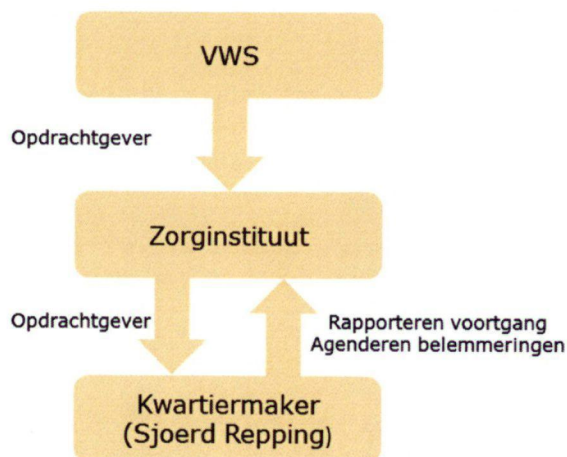 VWS
Opdrachtgever
Zorginstituut
Opdrachtgever
Rapporteren voortgang
Agenderen belemmeringen
Kwartiermaker
(Sjoerd Repping)